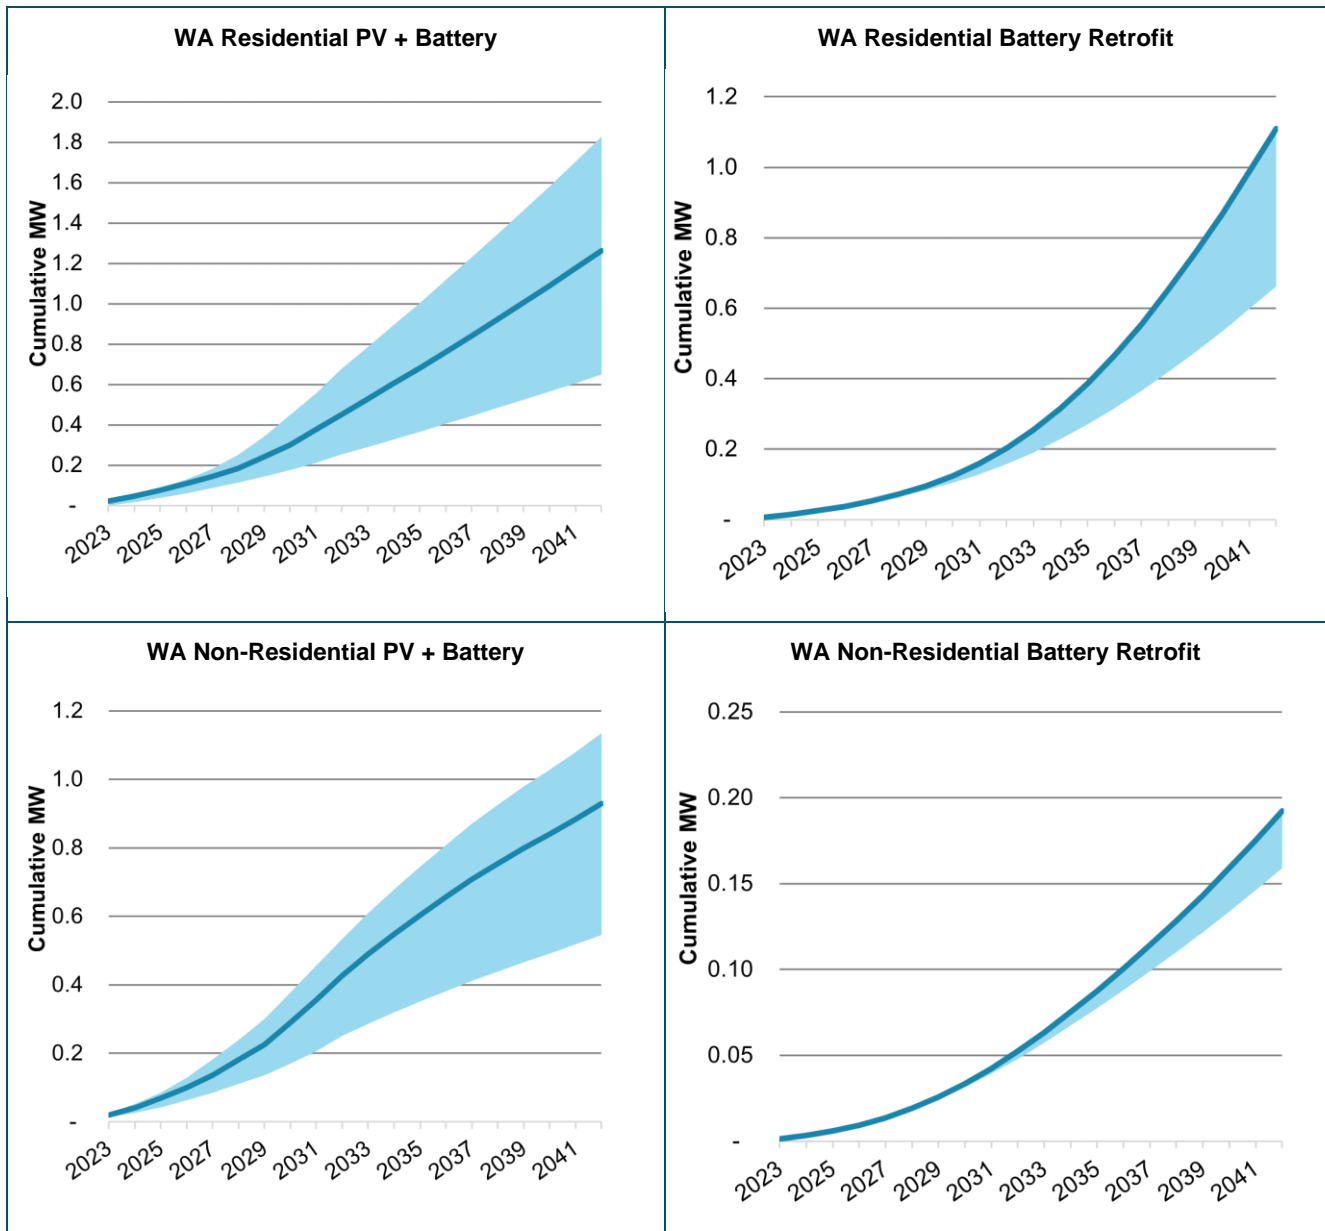 WA Residential PV + Battery
Cumulative MW
2.0
1.8
1.6
1.4
1.2
1.0
0.8
0.6
0.4
0.2
-
2023 2025 2027 2029 2031 2033 2035 2037 2039 2041
WA Residential Battery Retrofit
Cumulative MW
1.2
1.0
0.8
0.6
0.4
0.2
-
2023 2025 2027 2029 2031 2033 2035 2037 2039 2041
WA Non-Residential PV + Battery
Cumulative MW
1.2
1.0
0.8
0.6
0.4
0.2
-
2023 2025 2027 2029 2031 2033 2035 2037 2039 2041
WA Non-Residential Battery Retrofit
Cumulative MW
0.25
0.20
0.15
0.10
0.05
-
2023 2025 2027 2029 2031 2033 2035 2037 2039 2041